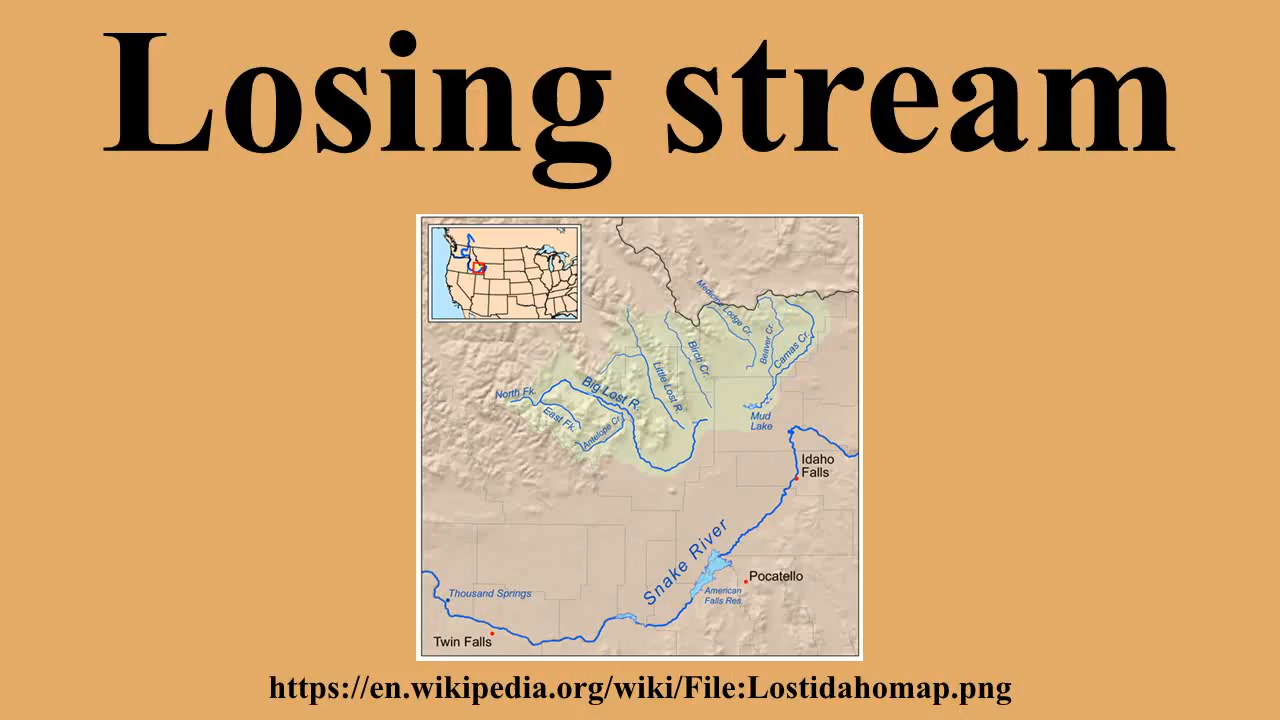 Losing stream
Medicine Lodge Cr.
Beaver Cr.
Camas Cr.
Birch Cr.
Little Lost R.
Big Lost R.
North Fk.
East Fk.
Antelope Cr.
Mud
Lake
Idaho
Falls
Snake River
Pocatello
American
Falls Res.
Thousand Springs
Twin Falls
https://en.wikipedia.org/wiki/File:Lostidahomap.png